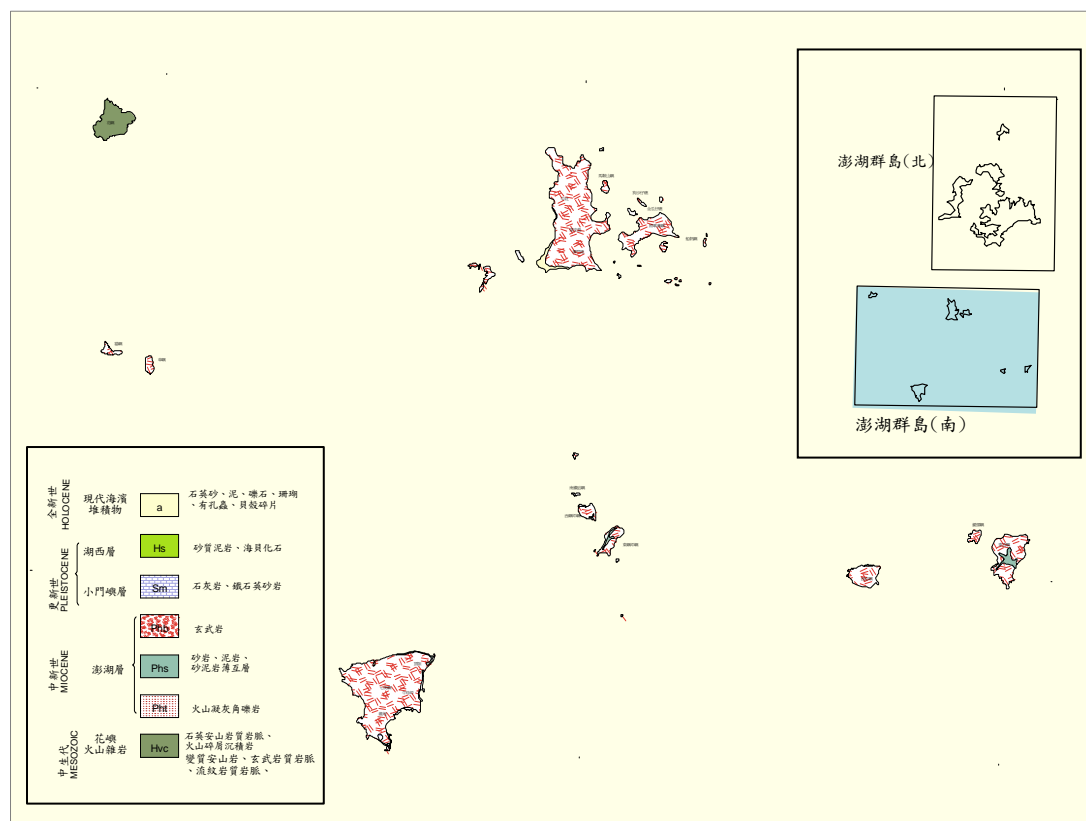 澎湖群島(北)
澎湖群島(南)
全新世
HOLOCENE
現代海濱
堆積物
a
石英砂、泥、礫石、珊瑚
、有孔蟲、貝殼碎片
更新世
PLEISTOCENE
湖西層
Hs
砂質泥岩、海貝化石
小門嶼層
Sm
石灰岩、鐵石英砂岩
中新世
MIOCENE
澎湖層
Phb
玄武岩
Phs
砂岩、泥岩、
砂泥岩薄互層
Pht
火山凝灰角礫岩
中生代
MESOZOIC
花嶼
火山雜岩
Hvc
石英安山岩質岩脈、
火山碎屑沉積岩
變質安山岩、玄武岩質岩脈
、流紋岩質岩脈、